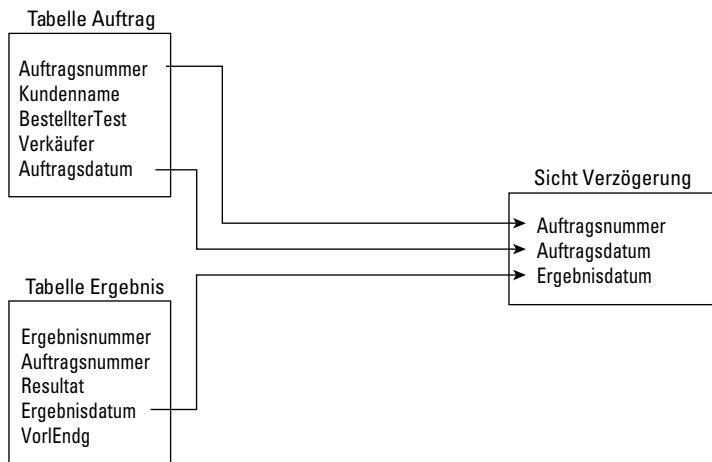 Tabelle Auftrag
Auftragsnummer
Kundenname
BestellterTest
Verkäufer
Auftragsdatum
Sicht Verzögerung
Auftragsnummer
Auftragsdatum
Ergebnisdatum
Tabelle Ergebnis
Ergebnisnummer
Auftragsnummer
Resultat
Ergebnisdatum
VorlEndg